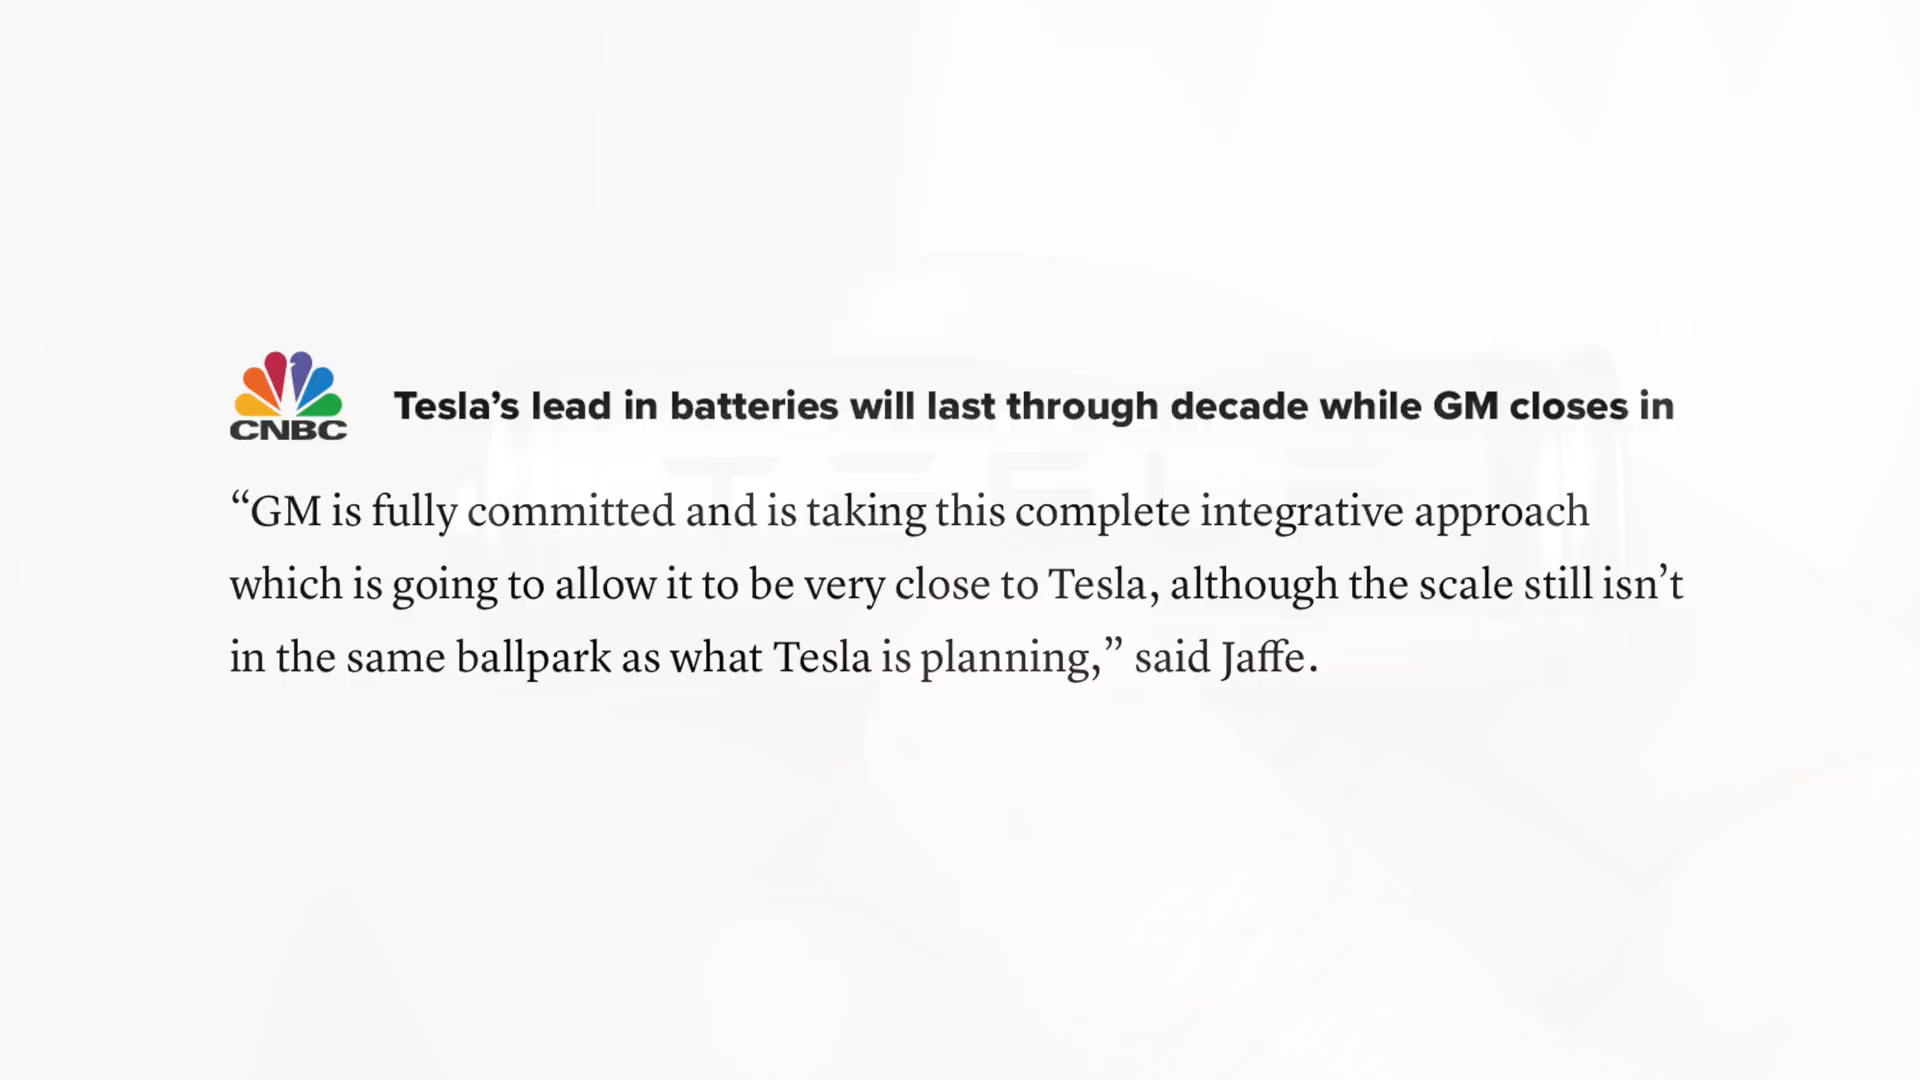 CNBC
Tesla’s lead in batteries will last through decade while GM closes in
“GM is fully committed and is taking this complete integrative approach
which is going to allow it to be very close to Tesla, although the scale still isn’t
in the same ballpark as what Tesla is planning,” said Jaffe.